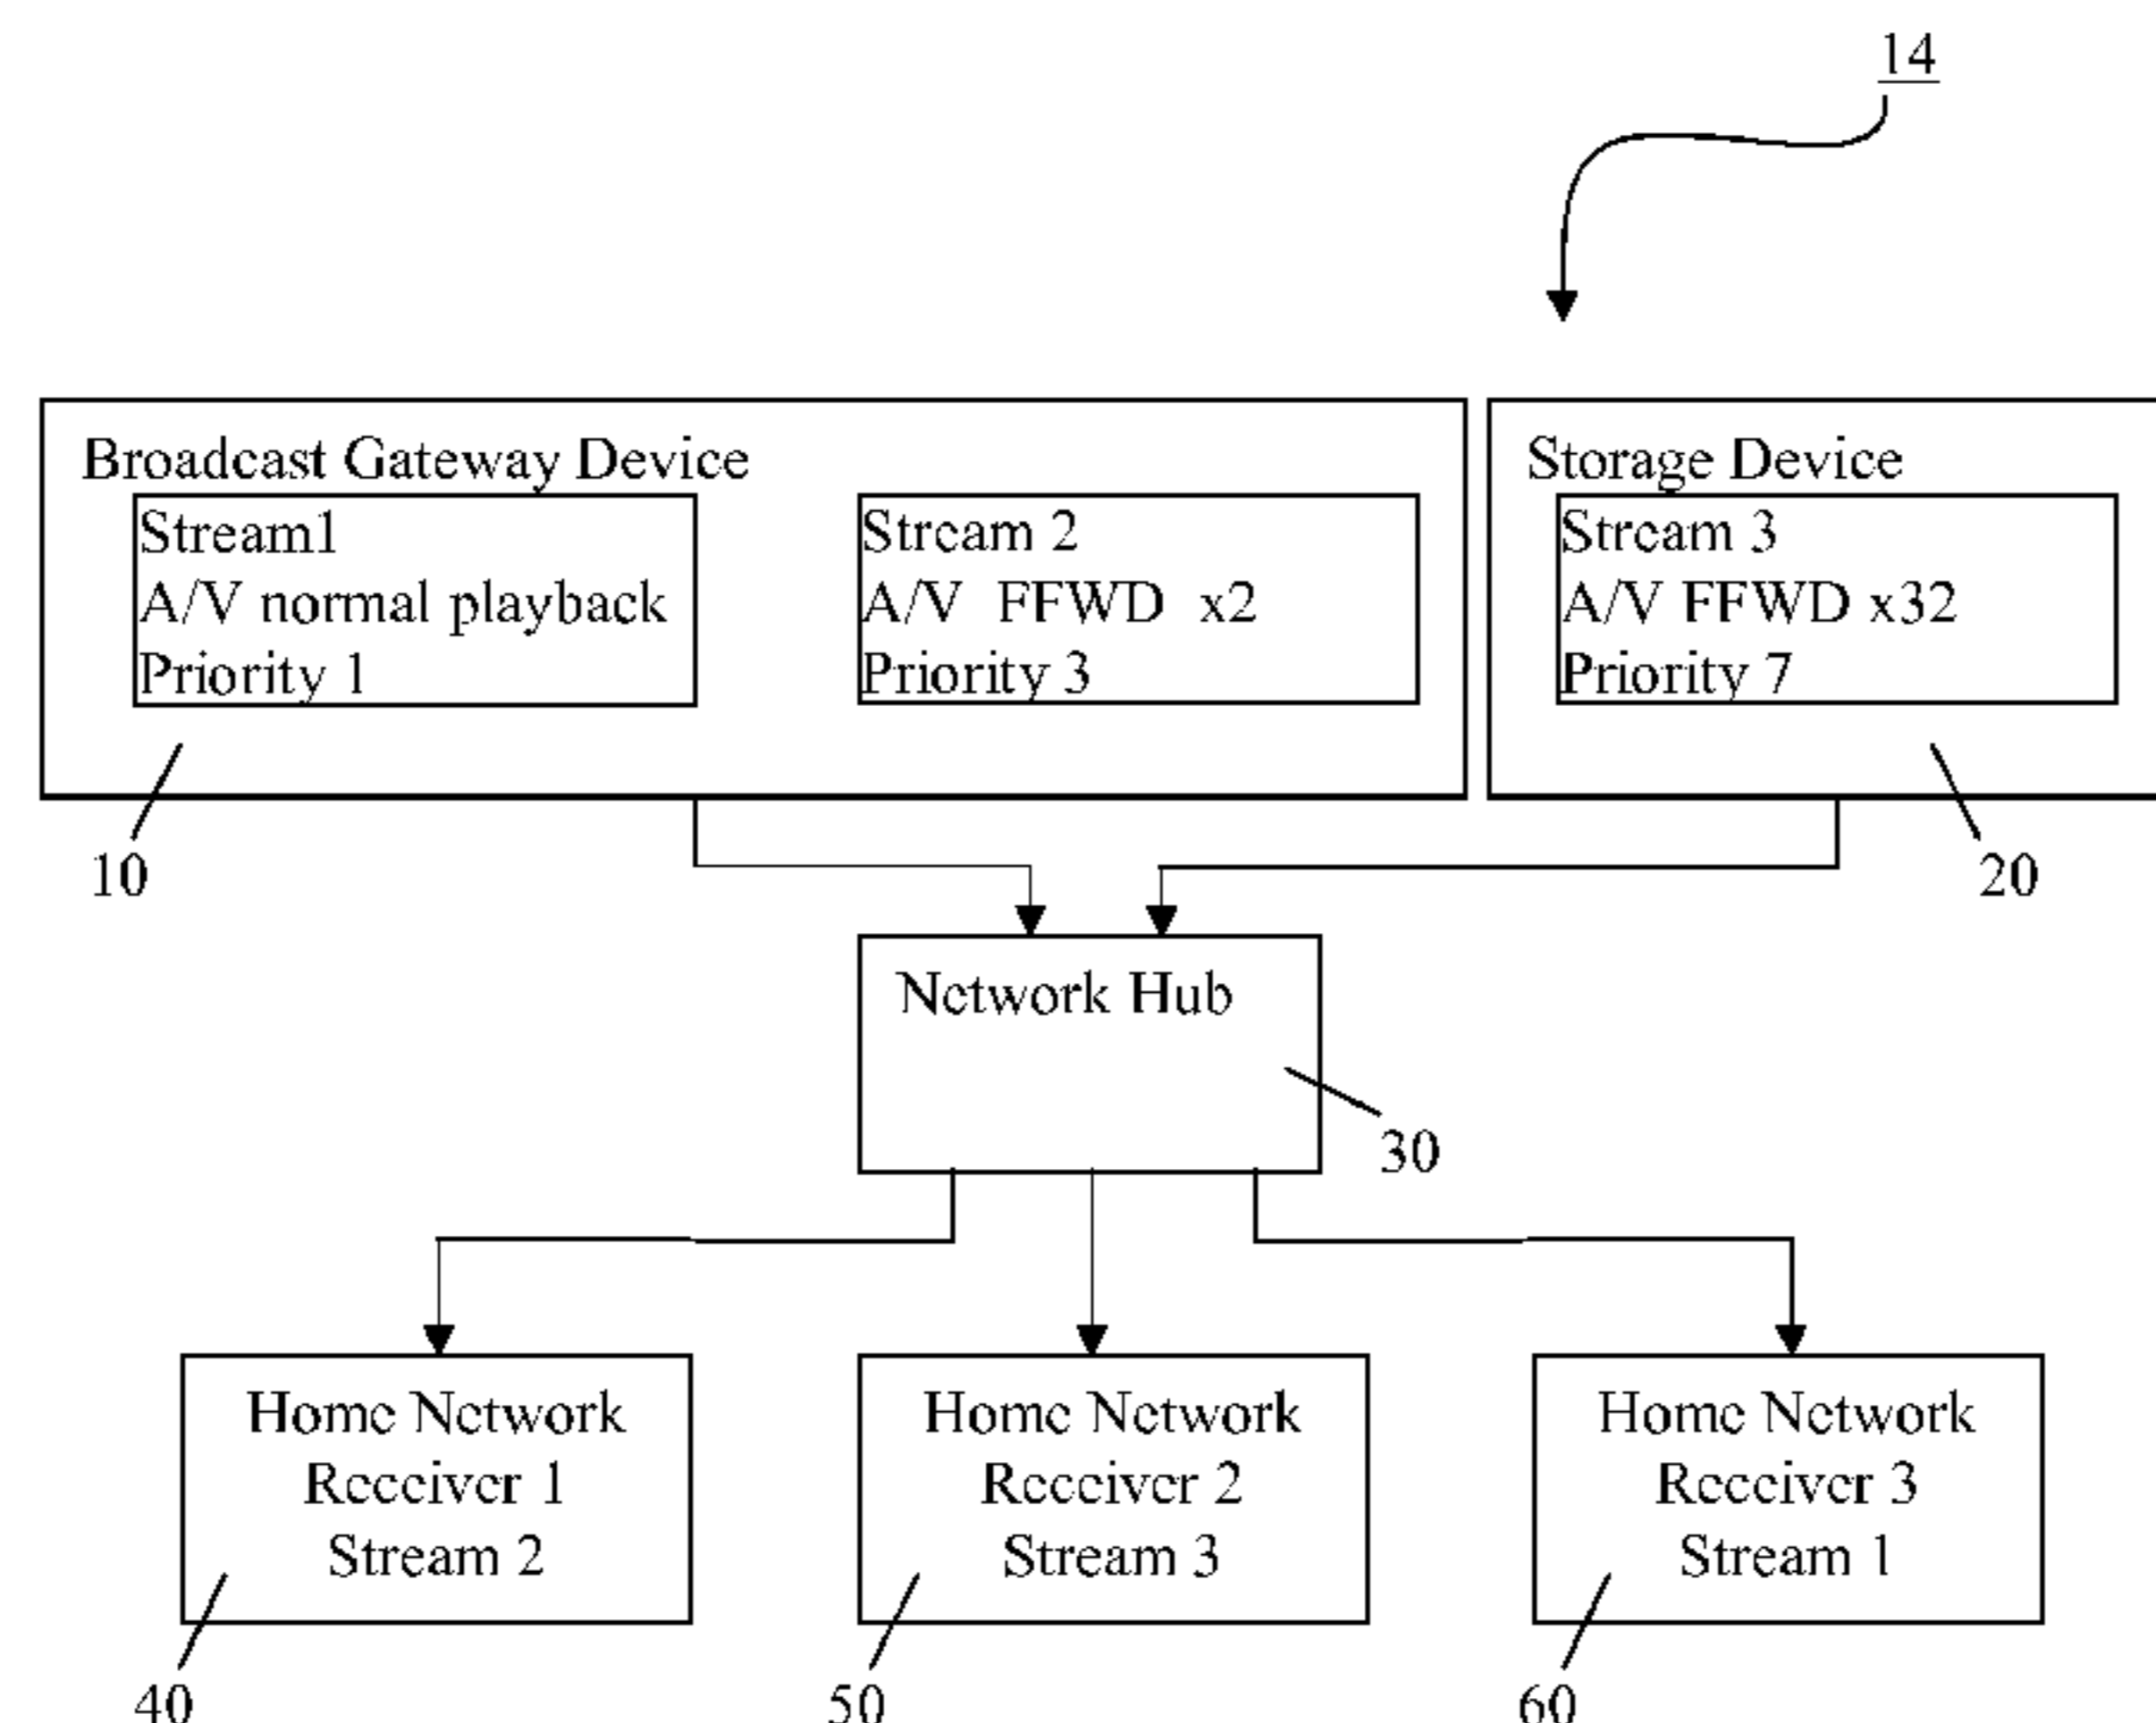 14
Broadcast Gateway Device
Stream1
A/V normal playback
Priority 1
Stream 2
A/V FFWD x2
Priority 3
Storage Device
Stream 3
A/V FFWD x32
Priority 7
10
20
Network Hub
30
Home Network
Receiver 1
Stream 2
Home Network
Receiver 2
Stream 3
Home Network
Receiver 3
Stream 1
40
50
60